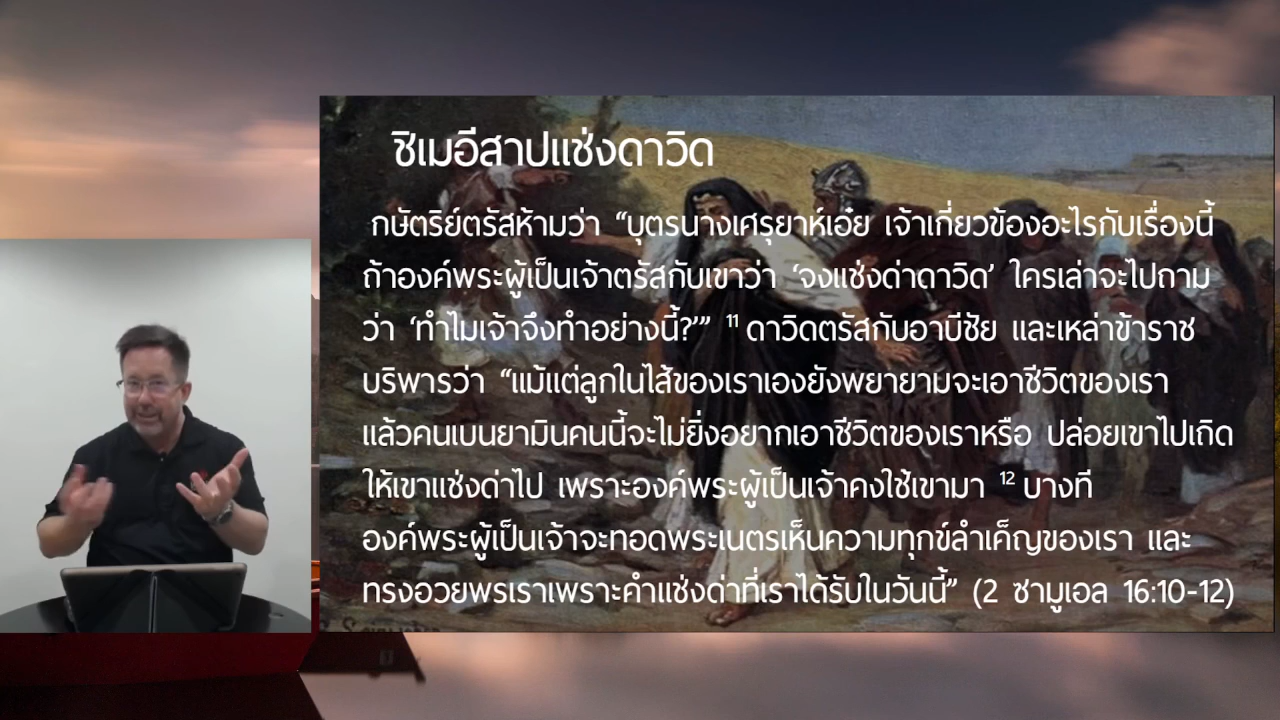 ชิเมอีสาปแช่งดาวิด
กษัตริย์ตรัสห้ามว่า “บุตรนางเศรุยาห์เอ๋ย เจ้าเกี่ยวข้องอะไรกับเรื่องนี้
ถ้าองค์พระผู้เป็นเจ้าตรัสกับเขาว่า ‘จงแช่งด่าดาวิด’ ใครเล่าจะไปถาม
ว่า ‘ทำไมเจ้าจึงทำอย่างนี้?’” 11 ดาวิดตรัสกับอาบีชัย และเหล่าข้าราช
บริพารว่า “แม้แต่ลูกในไส้ของเราเองยังพยายามจะเอาชีวิตของเรา
แล้วคนเบนยามินคนนี้จะไม่ยิ่งอยากเอาชีวิตของเราหรือ ปล่อยเขาไปเถิด
ให้เขาแช่งด่าไป เพราะองค์พระผู้เป็นเจ้าคงใช้เขามา 12 บางที
องค์พระผู้เป็นเจ้าจะทอดพระเนตรเห็นความทุกข์ลำเค็ญของเรา และ
ทรงอวยพรเราเพราะคำแช่งด่าที่เราได้รับในวันนี้” (2 ซามูเอล 16:10-12)